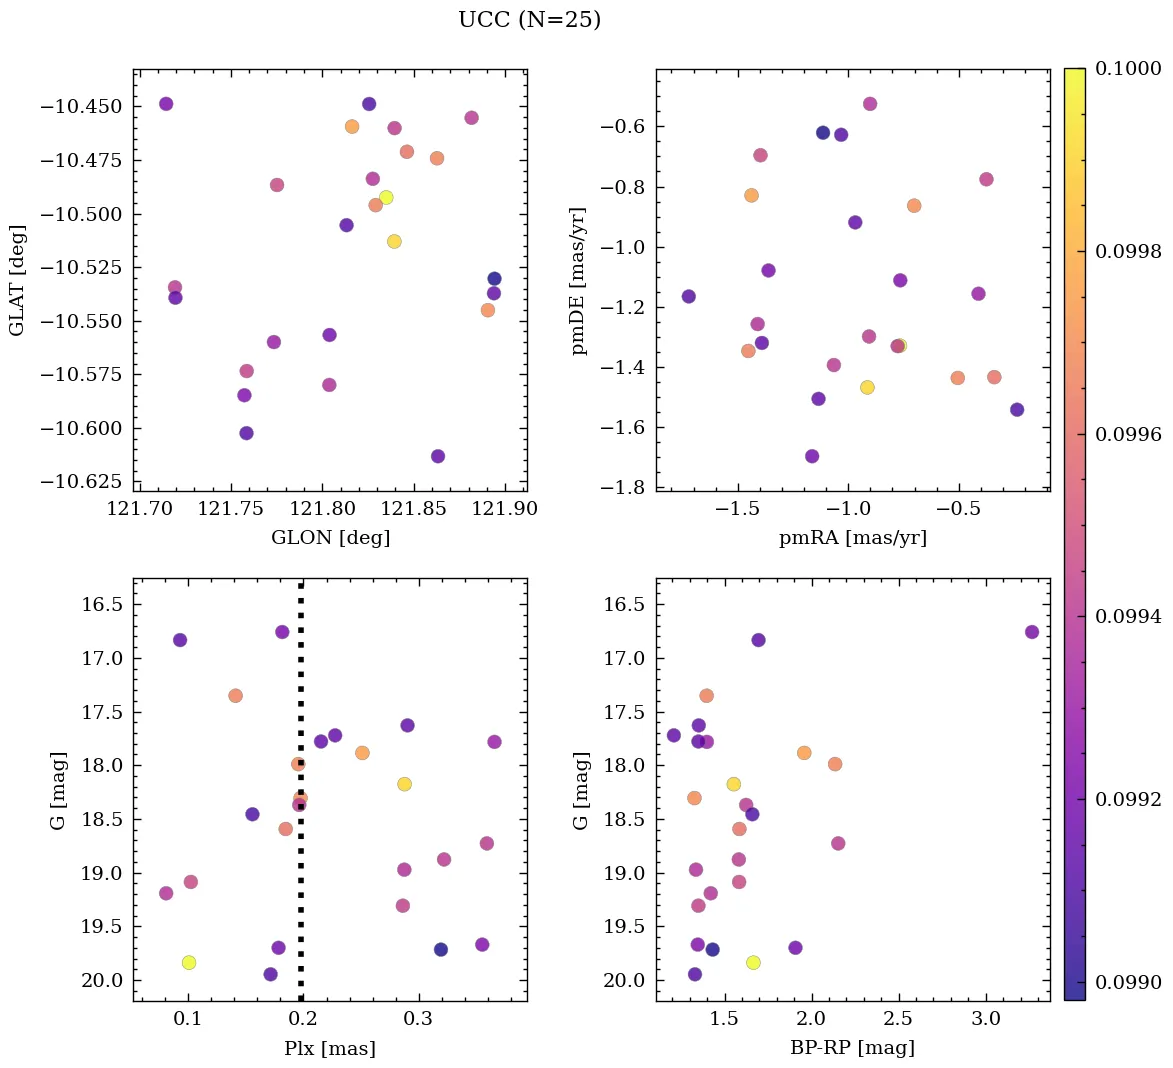 UCC (N=25)
−10.450
−10.475
−10.500
−10.525
−10.550
−10.575
−10.600
−10.625
GLAT [deg]
121.70 121.75 121.80 121.85 121.90
GLON [deg]
−0.6
−0.8
−1.0
−1.2
−1.4
−1.6
−1.8
pmDE [mas/yr]
−1.5 −1.0 −0.5
pmRA [mas/yr]
16.5
17.0
17.5
18.0
18.5
19.0
19.5
20.0
G [mag]
0.1 0.2 0.3
Plx [mas]
16.5
17.0
17.5
18.0
18.5
19.0
19.5
20.0
G [mag]
1.5 2.0 2.5 3.0
BP-RP [mag]
0.1000
0.0998
0.0996
0.0994
0.0992
0.0990